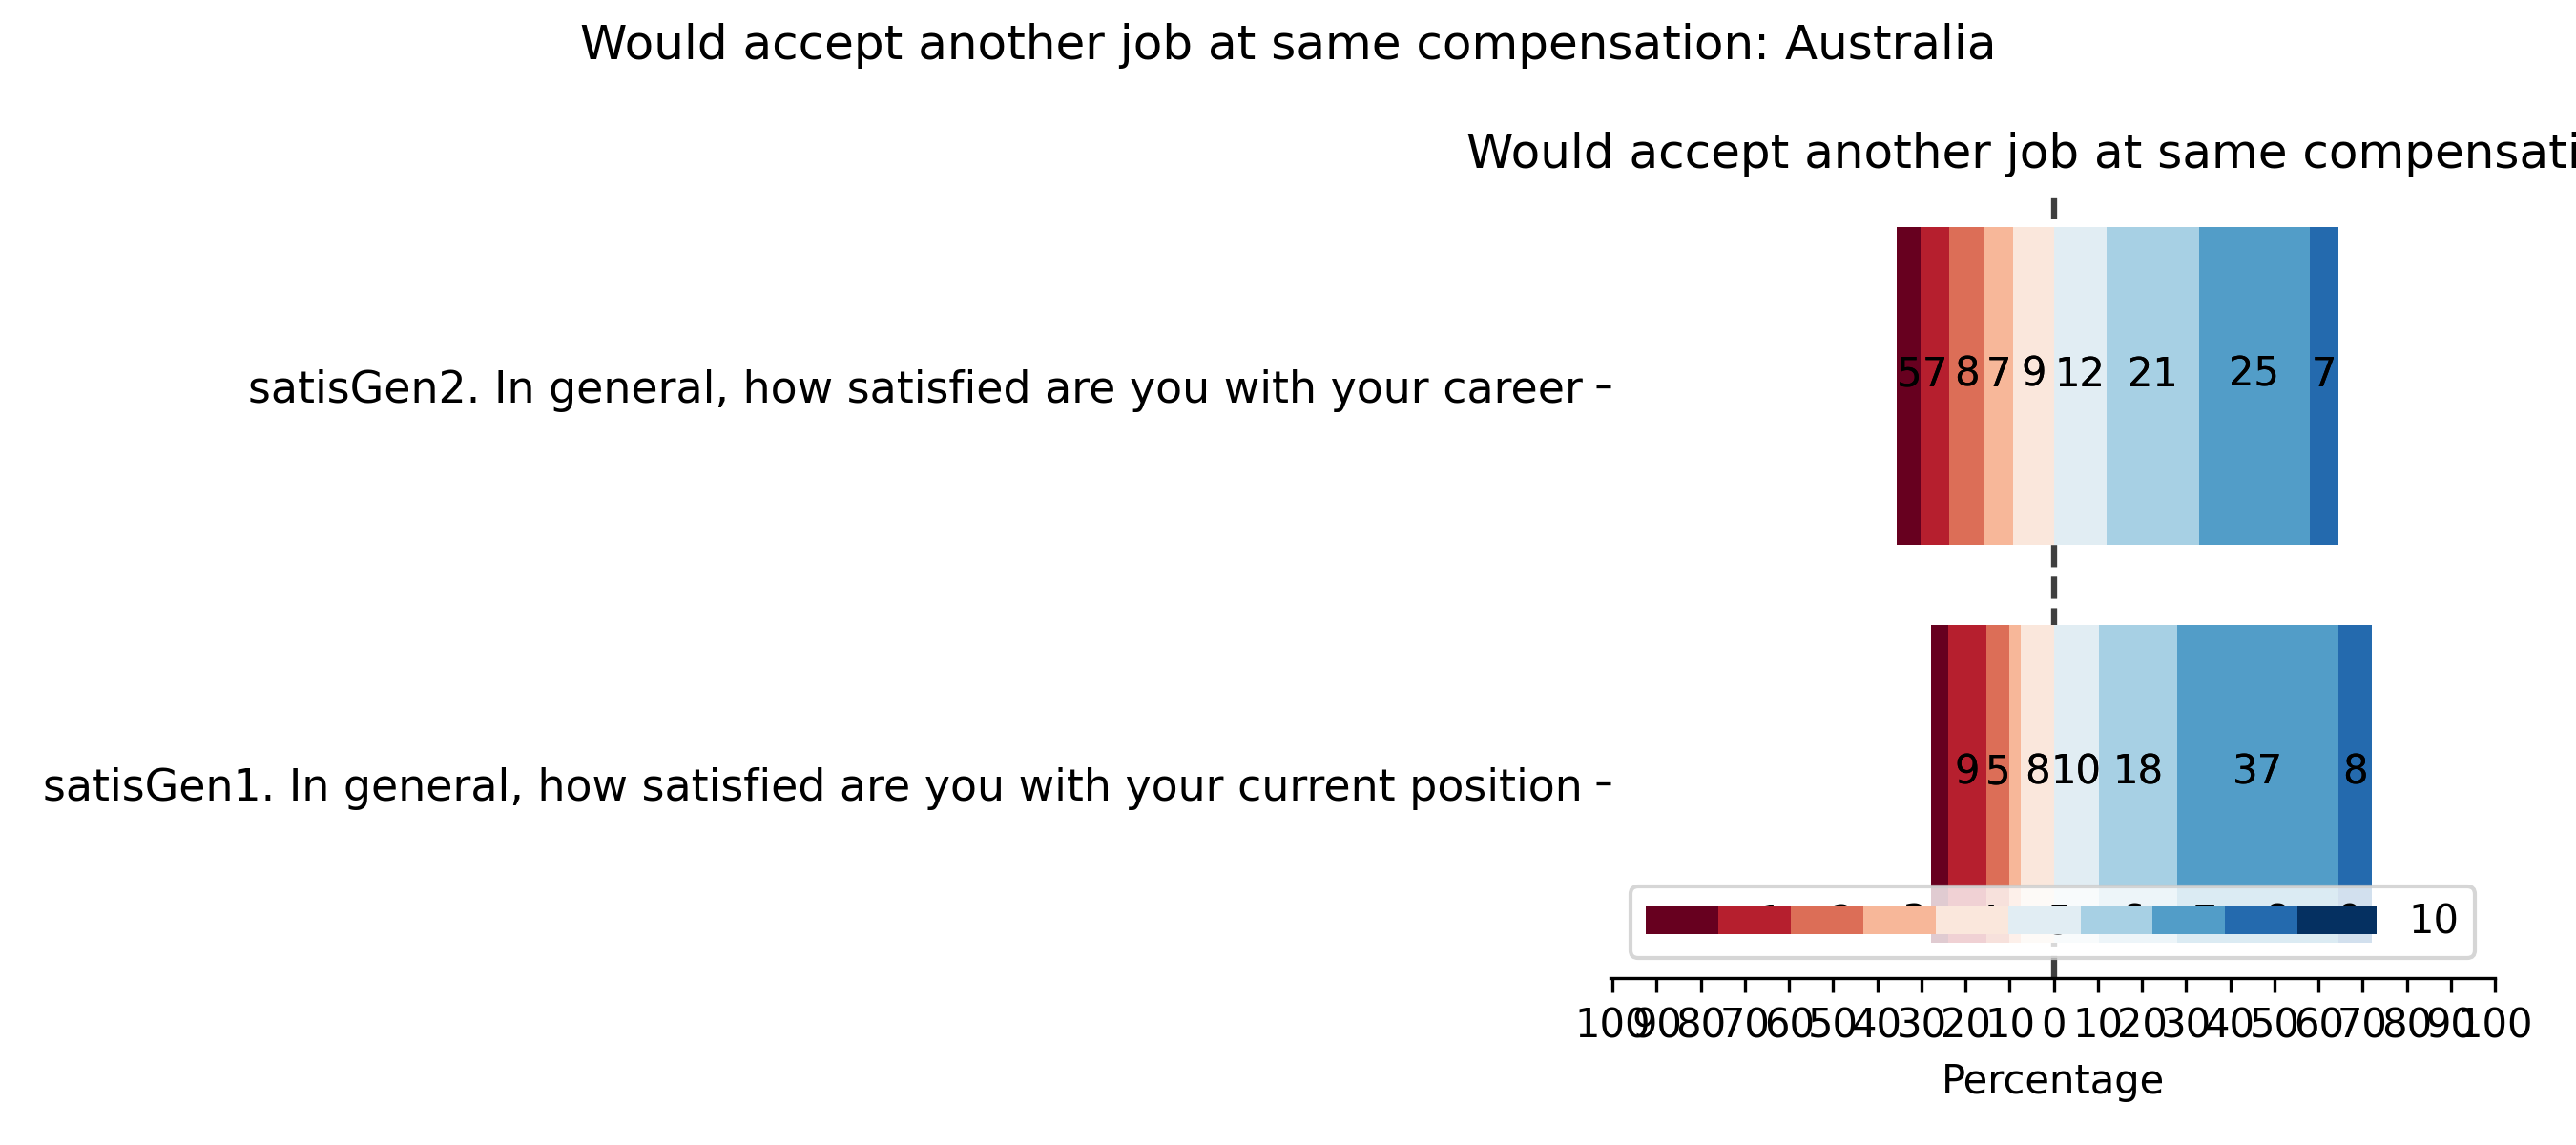 Would accept another job at same compensation: Australia
Would accept another job at same
satisGen2. In general, how satisfied are you with your career
5 7 8 7 9 12 21 25 7
satisGen1. In general, how satisfied are you with your current position
9 5 8 10 18 37 8
10
100 90 80 70 60 50 40 30 20 10 0 10 20 30 40 50 60 70 80 90 100
Percentage